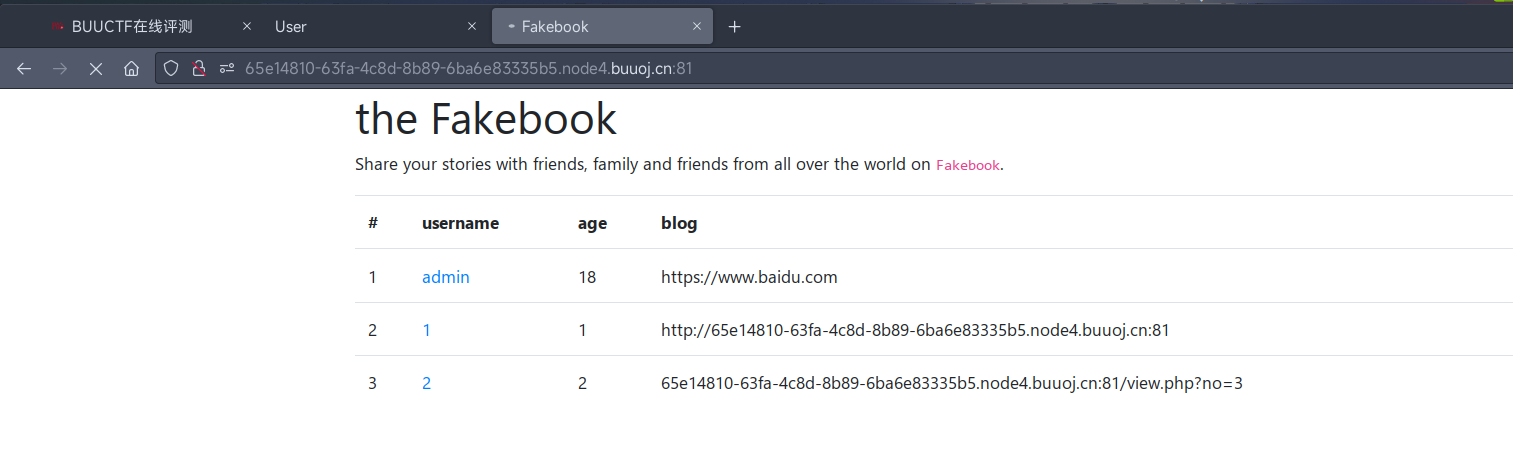 BUUCTF在线评测 User Fakebook
65e14810-63fa-4c8d-8b89-6ba6e83335b5.node4.buuoj.cn:81
the Fakebook
Share your stories with friends, family and friends from all over the world on Fakebook.
# username age blog
1 admin 18 https://www.baidu.com
2 1 1 http://65e14810-63fa-4c8d-8b89-6ba6e83335b5.node4.buuoj.cn:81
3 2 2 65e14810-63fa-4c8d-8b89-6ba6e83335b5.node4.buuoj.cn:81/view.php?no=3